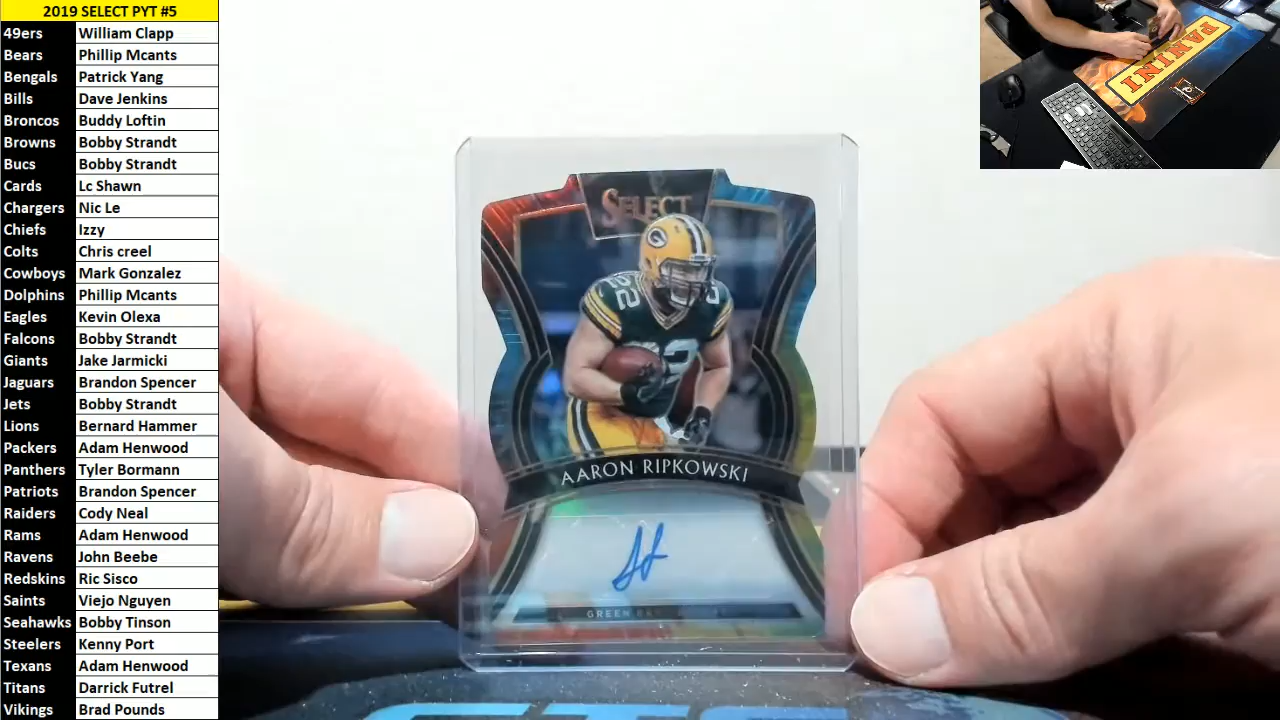 2019 SELECT PYT #5
49ers William Clapp
Bears Phillip Mcants
Bengals Patrick Yang
Bills Dave Jenkins
Broncos Buddy Loftin
Browns Bobby Strandt
Bucs Bobby Strandt
Cards Lc Shawn
Chargers Nic Le
Chiefs Izzy
Colts Chris creel
Cowboys Mark Gonzalez
Dolphins Phillip Mcants
Eagles Kevin Olexa
Falcons Bobby Strandt
Giants Jake Jarmicki
Jaguars Brandon Spencer
Jets Bobby Strandt
Lions Bernard Hammer
Packers Adam Henwood
Panthers Tyler Bormann
Patriots Brandon Spencer
Raiders Cody Neal
Rams Adam Henwood
Ravens John Beebe
Redskins Ric Sisco
Saints Viejo Nguyen
Seahawks Bobby Tinson
Steelers Kenny Port
Texans Adam Henwood
Titans Darrick Futrel
Vikings Brad Pounds
SELECT
22
AARON RIPKOWSKI
GREEN
PANINI